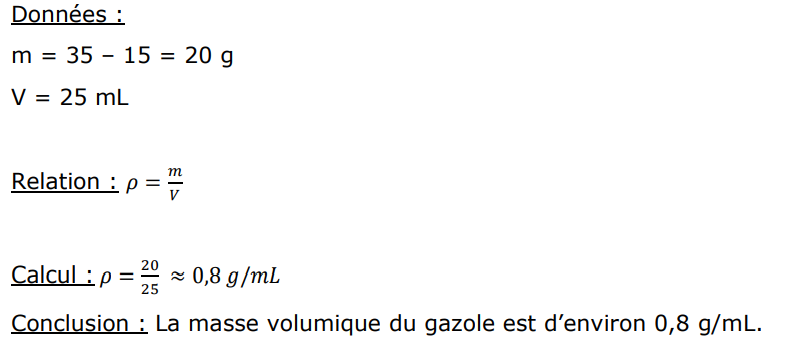 Données :
m = 35 – 15 = 20 g
V = 25 mL
Relation : ρ = m/V
Calcul : ρ = 20/25 ≈ 0,8 g/mL
Conclusion : La masse volumique du gazole est d’environ 0,8 g/mL.